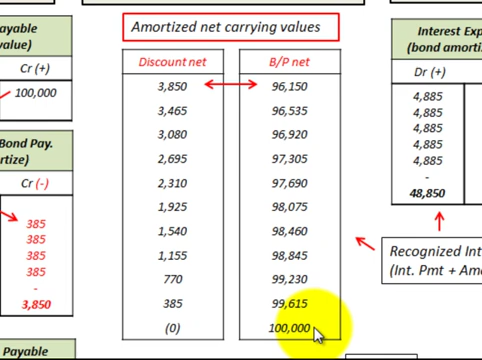 ayable
value)
Cr (+)
100,000
Bond Pay.
rtize)
Cr(-)
385
385
385
385
-
3,850
Payable
Amortized net carrying values
Discount net B/P net
3,850 96,150
3,465 96,535
3,080 96,920
2,695 97,305
2,310 97,690
1,925 98,075
1,540 98,460
1,155 98,845
770 99,230
385 99,615
(0) 100,000
Interest Exp
(bond amorti
Dr (+)
4,885
4,885
4,885
4,885
4,885
-
48,850
Recognized Int
(Int. Pmt + Am